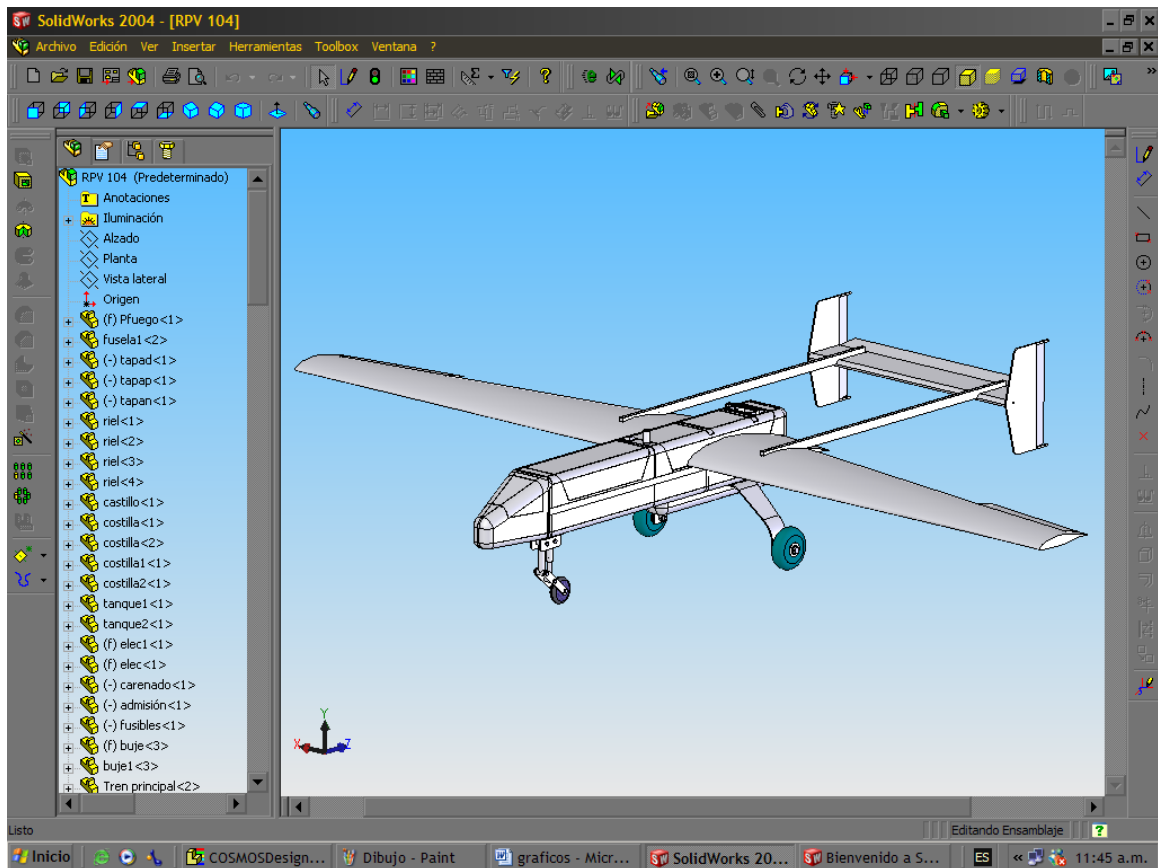 SolidWorks 2004 - [RPV 104]
Archivo Edición Ver Insertar Herramientas Toolbox Ventana ?
RPV 104 (Predeterminado)
Anotaciones
Iluminación
Alzado
Planta
Vista lateral
Origen
(f) Pfuego<1>
fusela1<2>
(-) tapad<1>
(-) tapap<1>
(-) tapan<1>
riel<1>
riel<2>
riel<3>
riel<4>
castillo<1>
costilla<1>
costilla<2>
costilla1<1>
costilla2<1>
tanque1<1>
tanque2<1>
(f) elec1<1>
(f) elec<1>
(-) carenado<1>
(-) admisión<1>
(-) fusibles<1>
(f) buje<3>
buje1<3>
Tren principal<2>
Y
X Z
Listo Editando Ensamblaje ?
Inicio COSMOSDesign... Dibujo - Paint graficos - Micr... SolidWorks 20... Bienvenido a S... ES « 11:45 a.m.